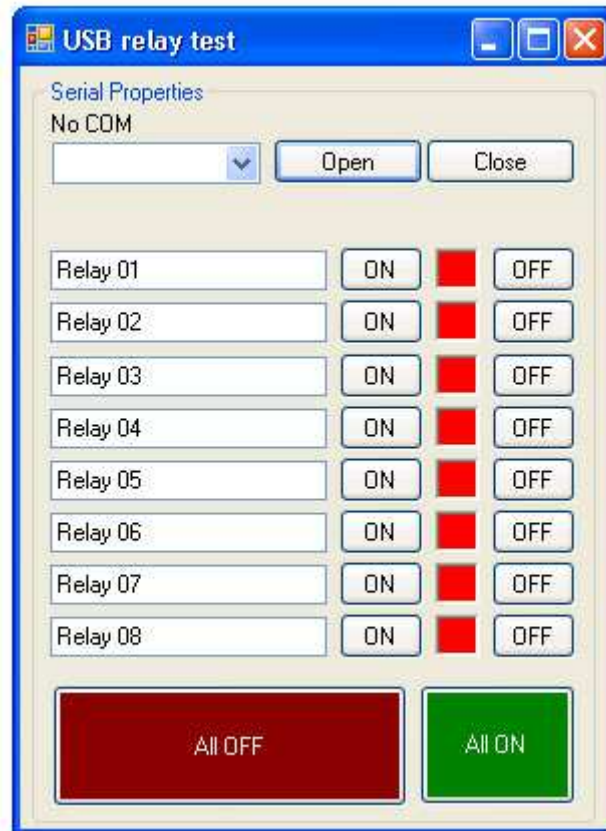 USB relay test
Serial Properties
No COM
Open Close
Relay 01 ON OFF
Relay 02 ON OFF
Relay 03 ON OFF
Relay 04 ON OFF
Relay 05 ON OFF
Relay 06 ON OFF
Relay 07 ON OFF
Relay 08 ON OFF
All OFF All ON